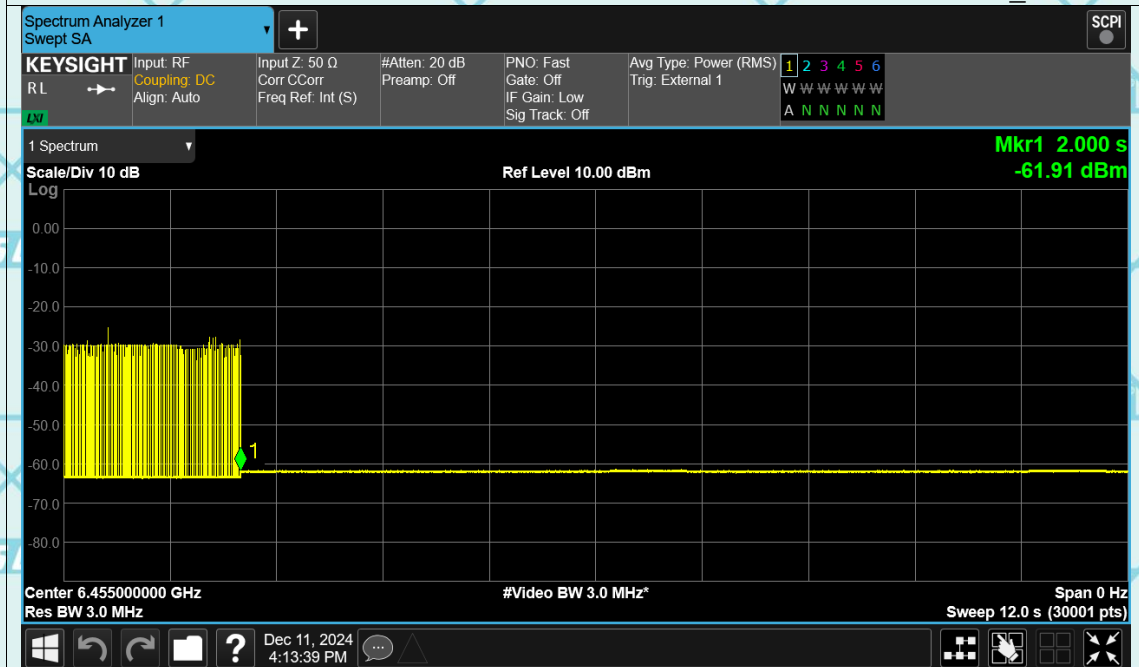 Spectrum Analyzer 1
Swept SA
+
SCPI
KEYSIGHT
RL
LXI
Input: RF
Coupling: DC
Align: Auto
Input Z: 50 Ω
Corr CCorr
Freq Ref: Int (S)
#Atten: 20 dB
Preamp: Off
PNO: Fast
Gate: Off
IF Gain: Low
Sig Track: Off
Avg Type: Power (RMS)
Trig: External 1
1 2 3 4 5 6
W W W W W W
A N N N N N
1 Spectrum
Mkr1 2.000 s
-61.91 dBm
Scale/Div 10 dB
Ref Level 10.00 dBm
Log
0.00
-10.0
-20.0
-30.0
-40.0
-50.0
-60.0
-70.0
-80.0
1
Center 6.455000000 GHz
#Video BW 3.0 MHz*
Span 0 Hz
Res BW 3.0 MHz
Sweep 12.0 s (30001 pts)
?
Dec 11, 2024
4:13:39 PM